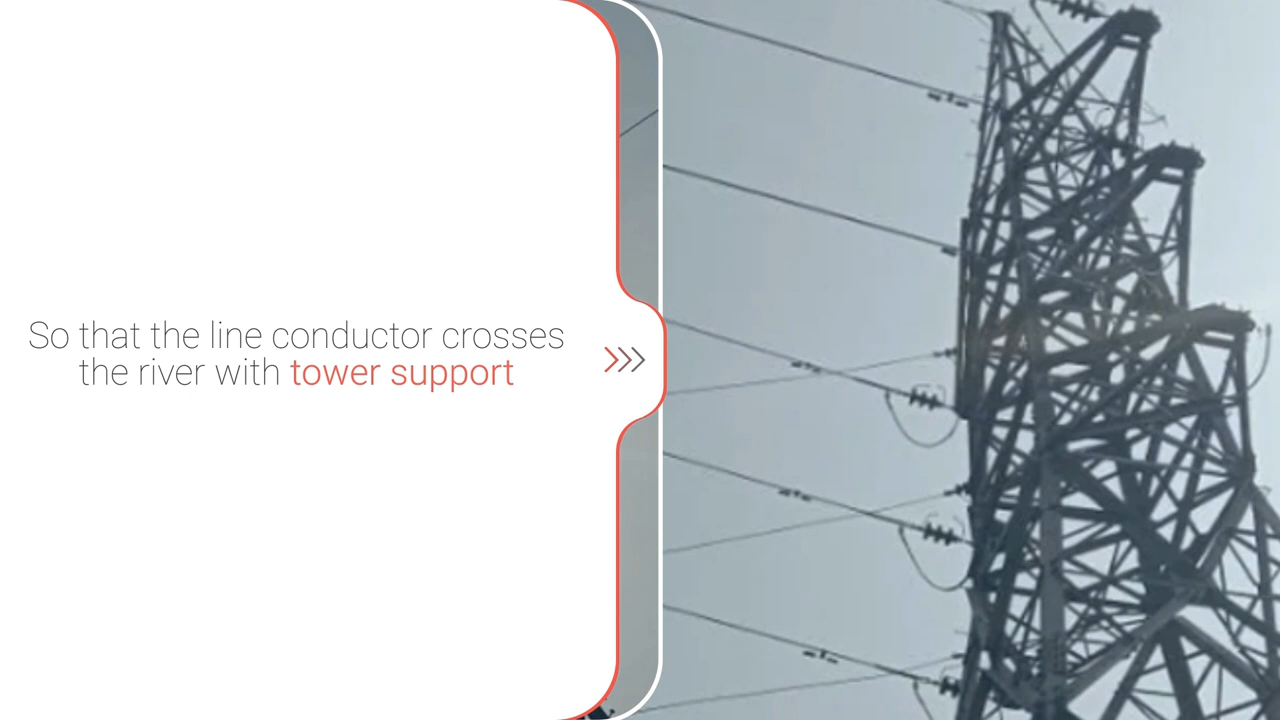 So that the line conductor crosses
the river with tower support